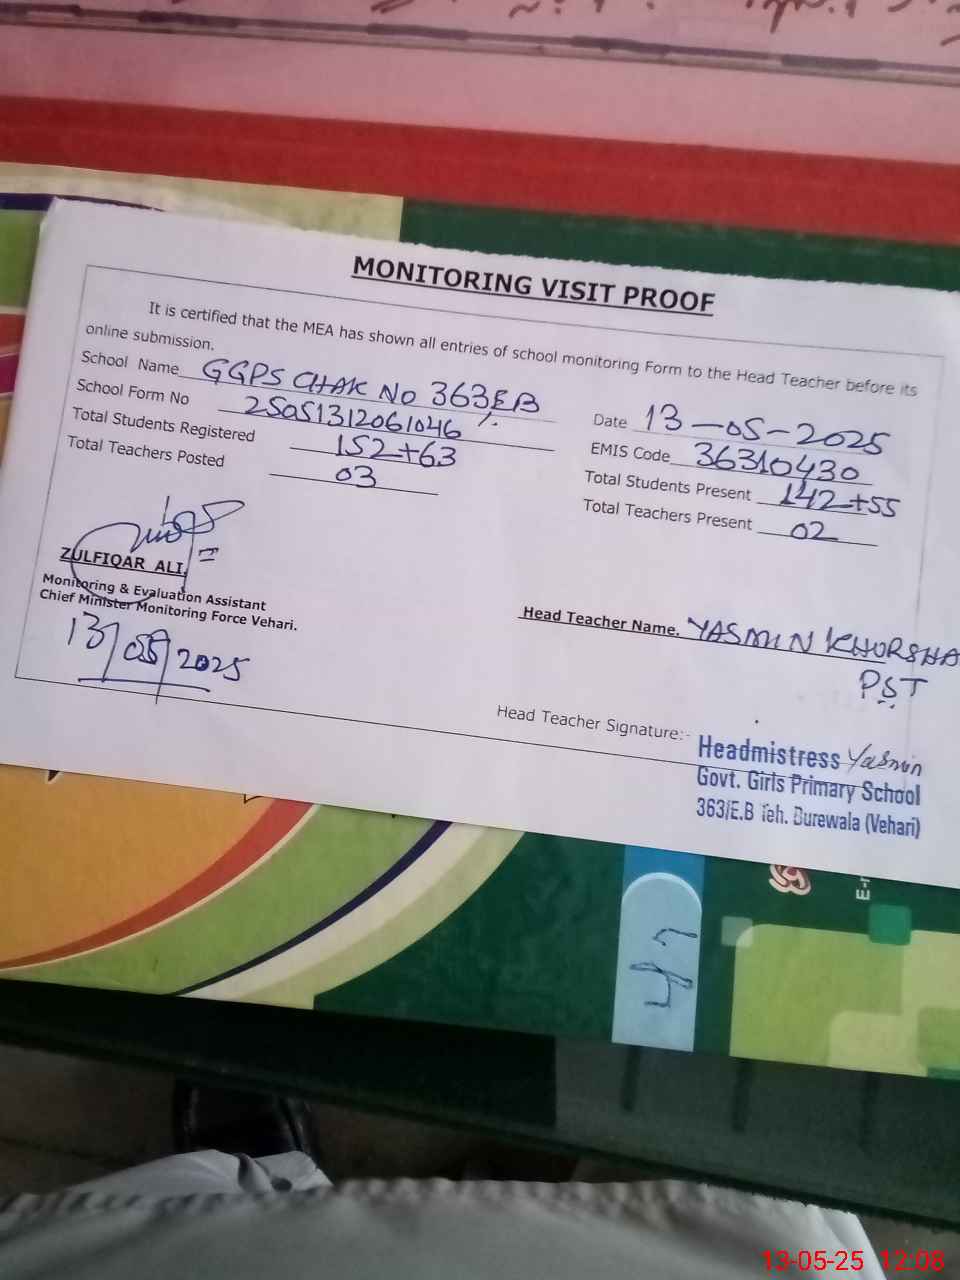 MONITORING VISIT PROOF
It is certified that the MEA has shown all entries of school monitoring Form to the Head Teacher before its
online submission.
School Name GGPS CHAK No 363/EB
School Form No 25051312061046
Total Students Registered 152+63
Total Teachers Posted 03
Date 13-05-2025
EMIS Code 36310430
Total Students Present 142+55
Total Teachers Present 02
ZULFIQAR ALI
Monitoring & Evaluation Assistant
Chief Minister Monitoring Force Vehari.
13/05/2025
Head Teacher Name. YASMIN KHURSHA
PST
Head Teacher Signature:-
Headmistress Yasmin
Govt. Girls Primary School
363/E.B Teh. Burewala (Vehari)
E-
13-05-25 12:08